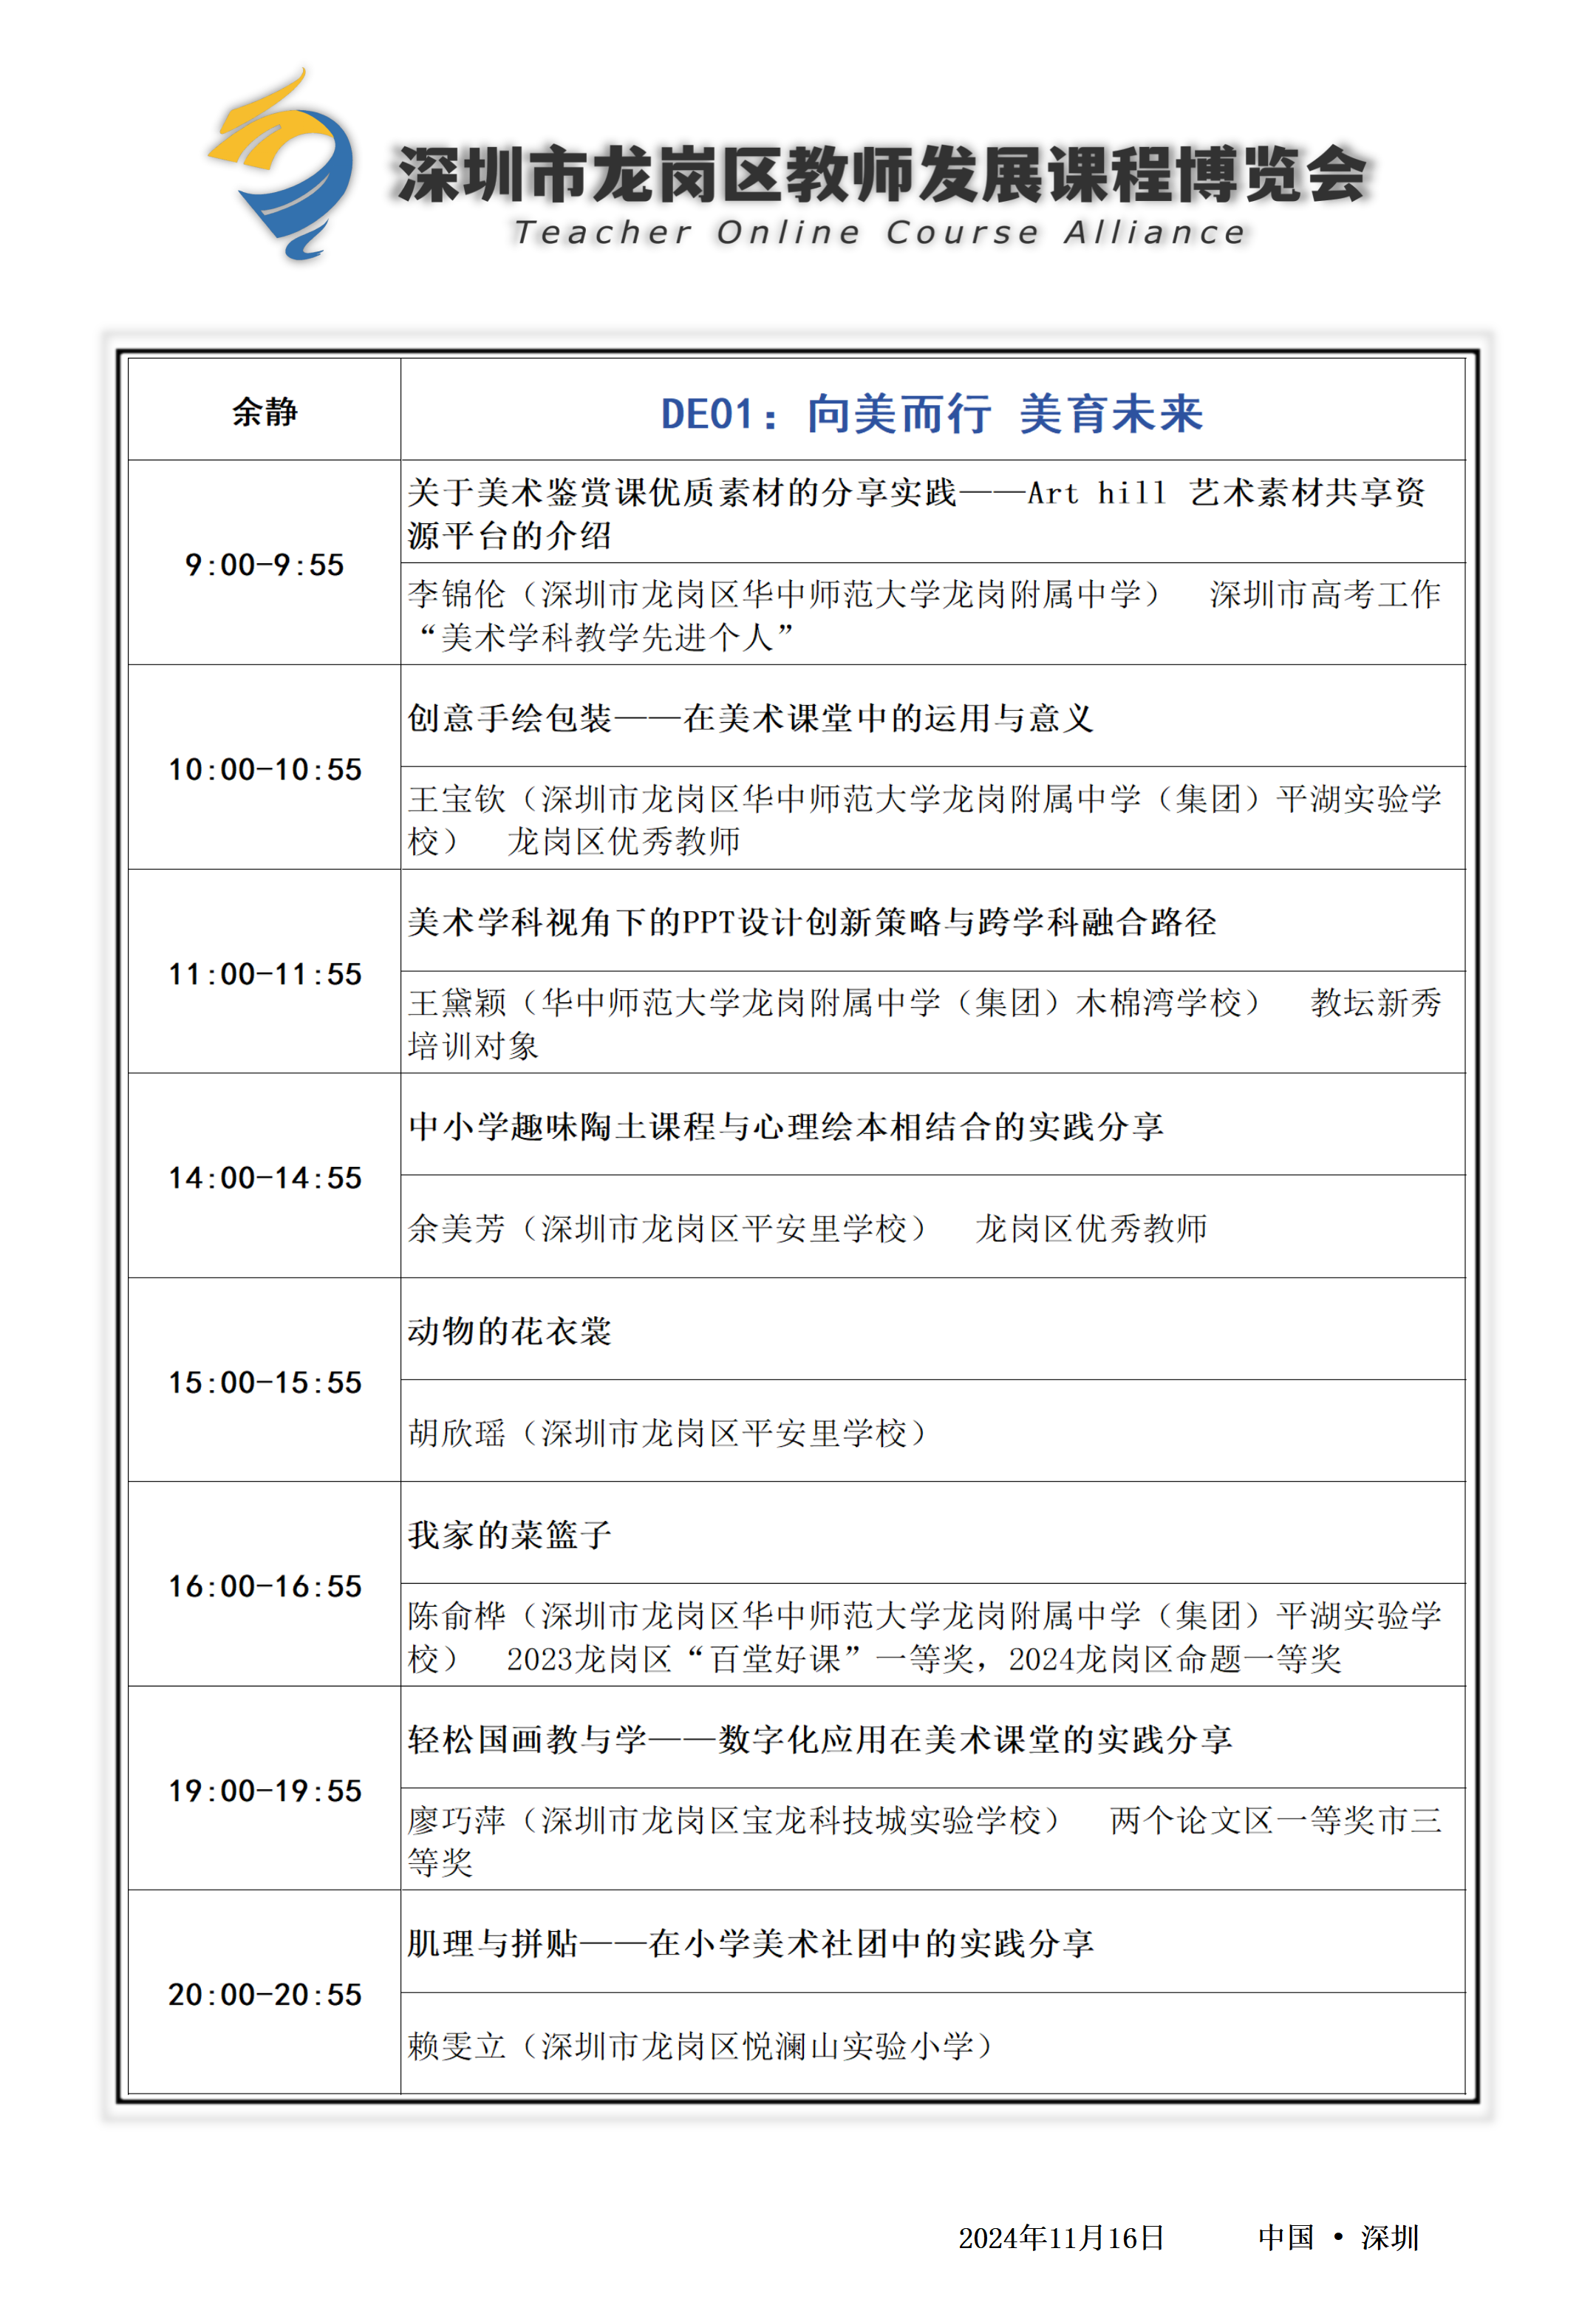 深圳市龙岗区教师发展课程博览会
Teacher Online Course Alliance
余静
DE01：向美而行 美育未来
9:00-9:55
关于美术鉴赏课优质素材的分享实践——Art hill 艺术素材共享资
源平台的介绍
李锦伦（深圳市龙岗区华中师范大学龙岗附属中学） 深圳市高考工作
“美术学科教学先进个人”
10:00-10:55
创意手绘包装——在美术课堂中的运用与意义
王宝钦（深圳市龙岗区华中师范大学龙岗附属中学（集团）平湖实验学
校） 龙岗区优秀教师
11:00-11:55
美术学科视角下的PPT设计创新策略与跨学科融合路径
王黛颖（华中师范大学龙岗附属中学（集团）木棉湾学校） 教坛新秀
培训对象
14:00-14:55
中小学趣味陶土课程与心理绘本相结合的实践分享
余美芳（深圳市龙岗区平安里学校） 龙岗区优秀教师
15:00-15:55
动物的花衣裳
胡欣瑶（深圳市龙岗区平安里学校）
16:00-16:55
我家的菜篮子
陈俞桦（深圳市龙岗区华中师范大学龙岗附属中学（集团）平湖实验学
校） 2023龙岗区“百堂好课”一等奖，2024龙岗区命题一等奖
19:00-19:55
轻松国画教与学——数字化应用在美术课堂的实践分享
廖巧萍（深圳市龙岗区宝龙科技城实验学校） 两个论文区一等奖市三
等奖
20:00-20:55
肌理与拼贴——在小学美术社团中的实践分享
赖雯立（深圳市龙岗区悦澜山实验小学）
2024年11月16日 中国 • 深圳